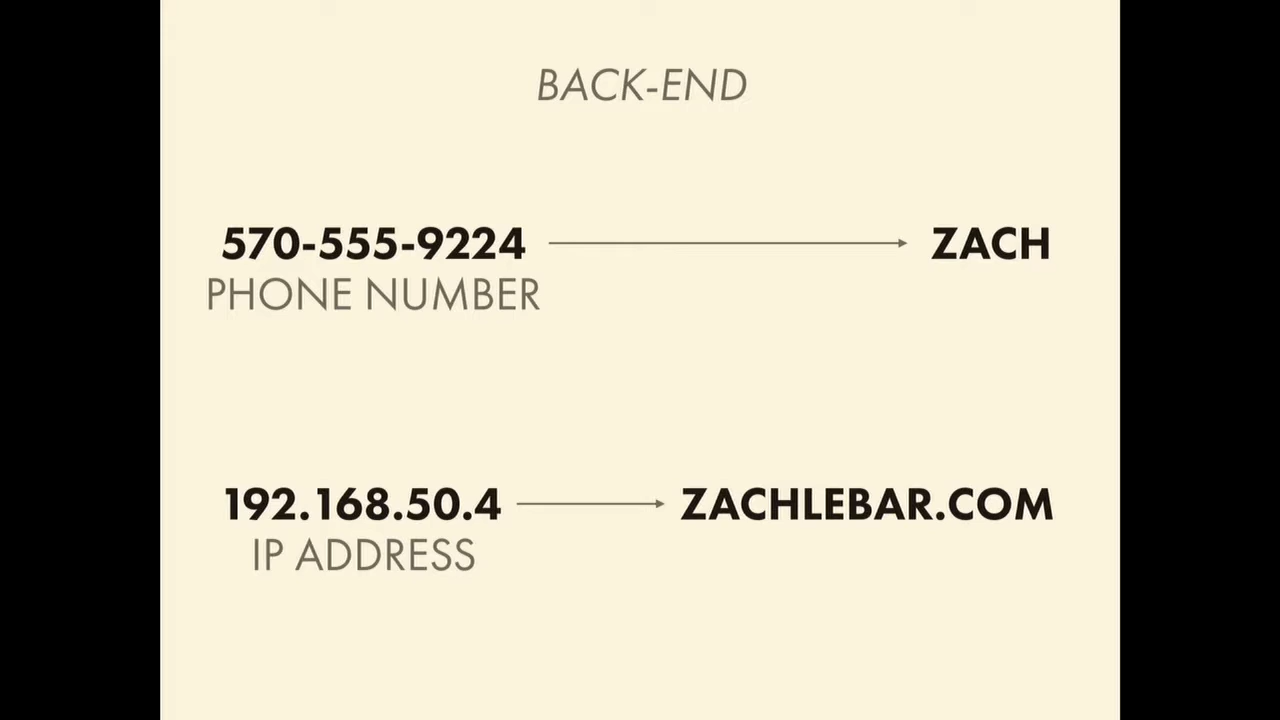 BACK-END
570-555-9224 ZACH
PHONE NUMBER
192.168.50.4 ZACHLEBAR.COM
IP ADDRESS